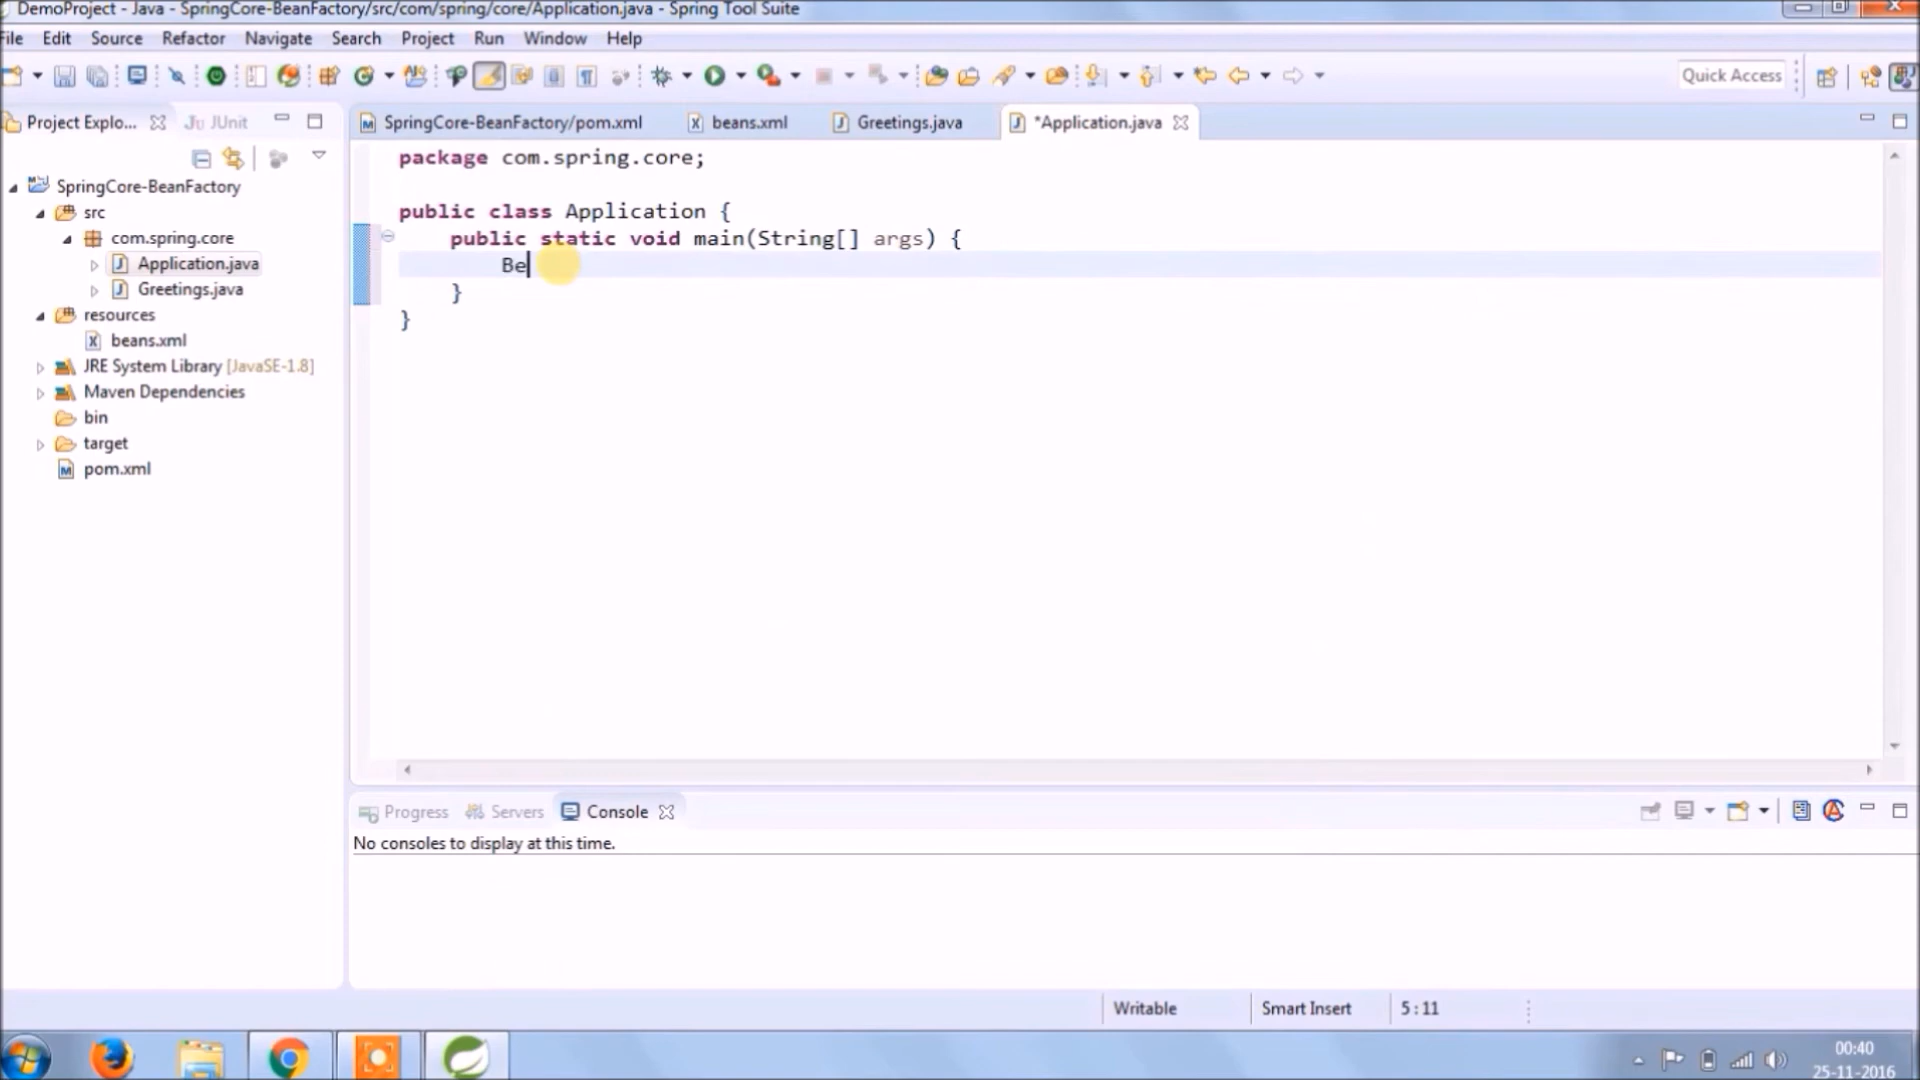 DemoProject - Java - SpringCore-BeanFactory/src/com/spring/core/Application.java - Spring Tool Suite
File Edit Source Refactor Navigate Search Project Run Window Help
Quick Access
Project Explo... JUnit
SpringCore-BeanFactory/pom.xml beans.xml Greetings.java *Application.java
SpringCore-BeanFactory
src
com.spring.core
Application.java
Greetings.java
resources
beans.xml
JRE System Library [JavaSE-1.8]
Maven Dependencies
bin
target
pom.xml
package com.spring.core;
public class Application {
public static void main(String[] args) {
Be
}
}
Progress Servers Console
No consoles to display at this time.
Writable Smart Insert 5 : 11
00:40
25-11-2016